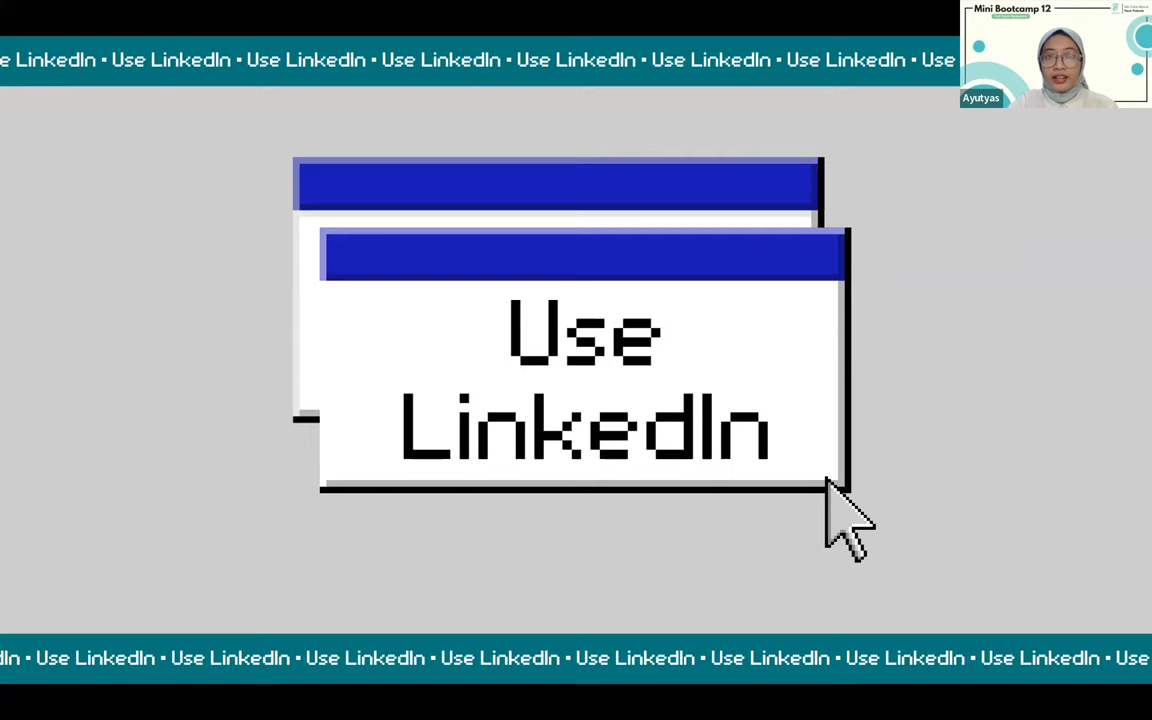 Mini Bootcamp 12
e LinkedIn • Use LinkedIn • Use LinkedIn • Use LinkedIn • Use LinkedIn • Use LinkedIn • Use LinkedIn • Use
Ayutyas
Use
LinkedIn
dIn • Use LinkedIn • Use LinkedIn • Use LinkedIn • Use LinkedIn • Use LinkedIn • Use LinkedIn • Use LinkedIn • Use LinkedIn • Use